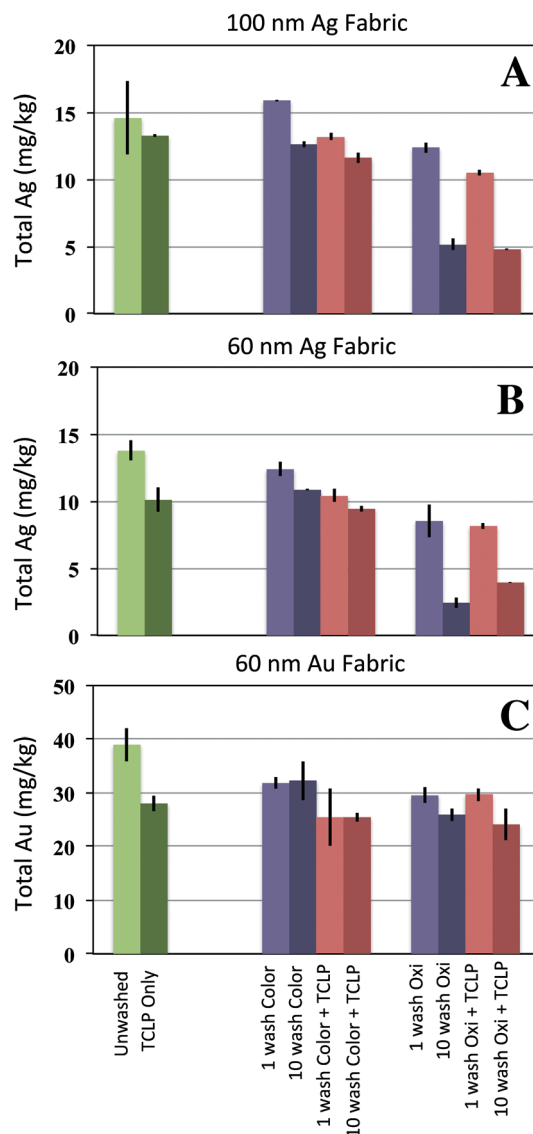 100 nm Ag Fabric
A
Total Ag (mg/kg)
20
15
10
5
0
60 nm Ag Fabric
B
Total Ag (mg/kg)
20
15
10
5
0
60 nm Au Fabric
C
Total Au (mg/kg)
50
40
30
20
10
0
Unwashed
TCLP Only
1 wash Color
10 wash Color
1 wash Color + TCLP
10 wash Color + TCLP
1 wash Oxi
10 wash Oxi
1 wash Oxi + TCLP
10 wash Oxi + TCLP